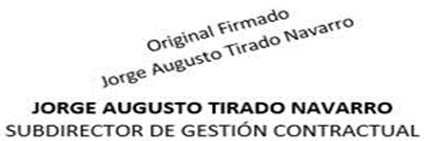 Original Firmado
Jorge Augusto Tirado Navarro
JORGE AUGUSTO TIRADO NAVARRO
SUBDIRECTOR DE GESTIÓN CONTRACTUAL